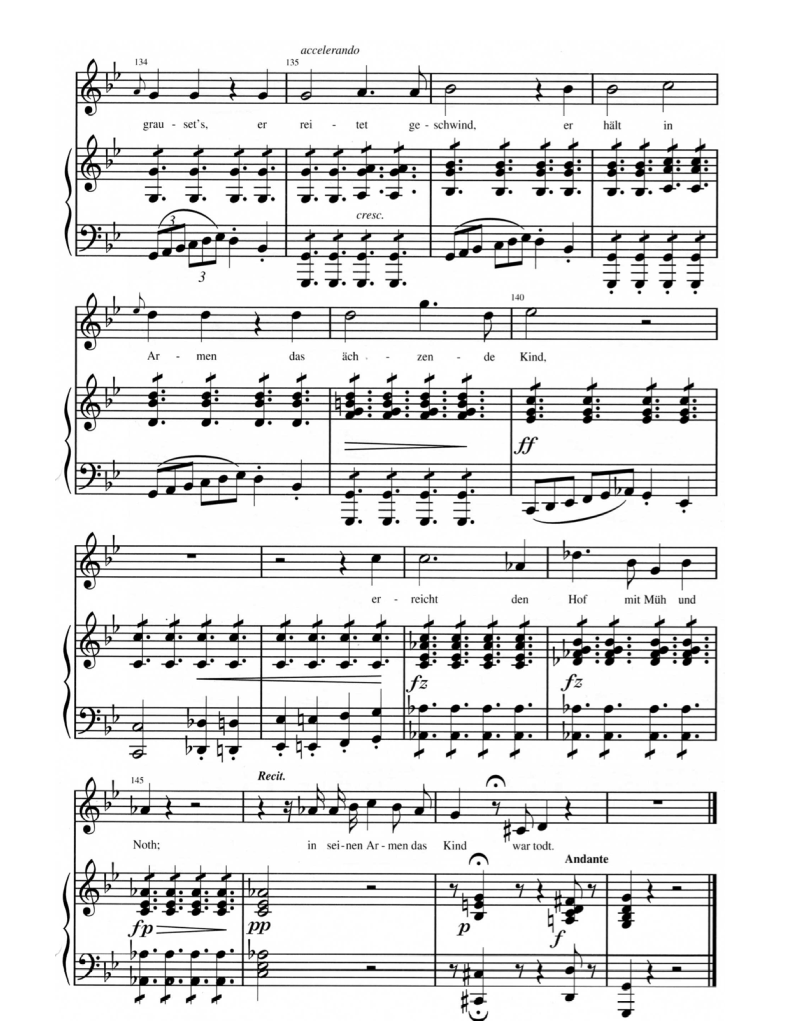 accelerando
134 135
grau - set's, er rei - tet ge - schwind, er hält in
3
cresc.
3
140
Ar - men das äch - zen - de Kind,
ff
er - reicht den Hof mit Müh und
fz fz
145 Recit.
Noth; in sei-nen Ar-men das Kind war todt.
Andante
fp pp p f